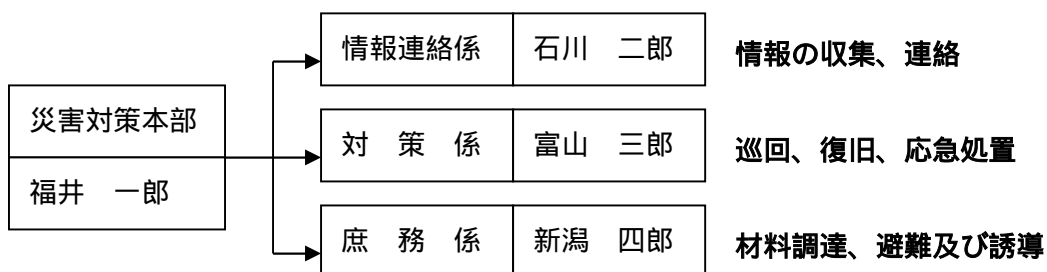 情報連絡係 石川 二郎 情報の収集、連絡
災害対策本部
対 策 係 富山 三郎 巡回、復旧、応急処置
福井 一郎
庶 務 係 新潟 四郎 材料調達、避難及び誘導